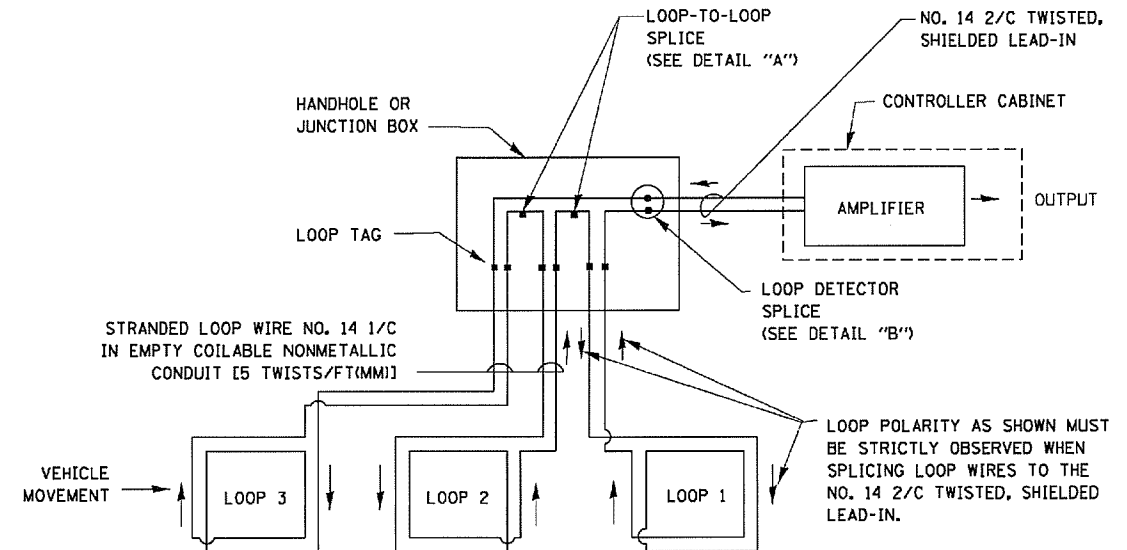 LOOP-TO-LOOP
SPLICE
(SEE DETAIL "A")
NO. 14 2/C TWISTED,
SHIELDED LEAD-IN
HANDHOLE OR
JUNCTION BOX
CONTROLLER CABINET
AMPLIFIER
OUTPUT
LOOP TAG
LOOP DETECTOR
SPLICE
(SEE DETAIL "B")
STRANDED LOOP WIRE NO. 14 1/C
IN EMPTY COILABLE NONMETALLIC
CONDUIT [5 TWISTS/FT(MM)]
LOOP POLARITY AS SHOWN MUST
BE STRICTLY OBSERVED WHEN
SPLICING LOOP WIRES TO THE
NO. 14 2/C TWISTED, SHIELDED
LEAD-IN.
VEHICLE
MOVEMENT
LOOP 3
LOOP 2
LOOP 1